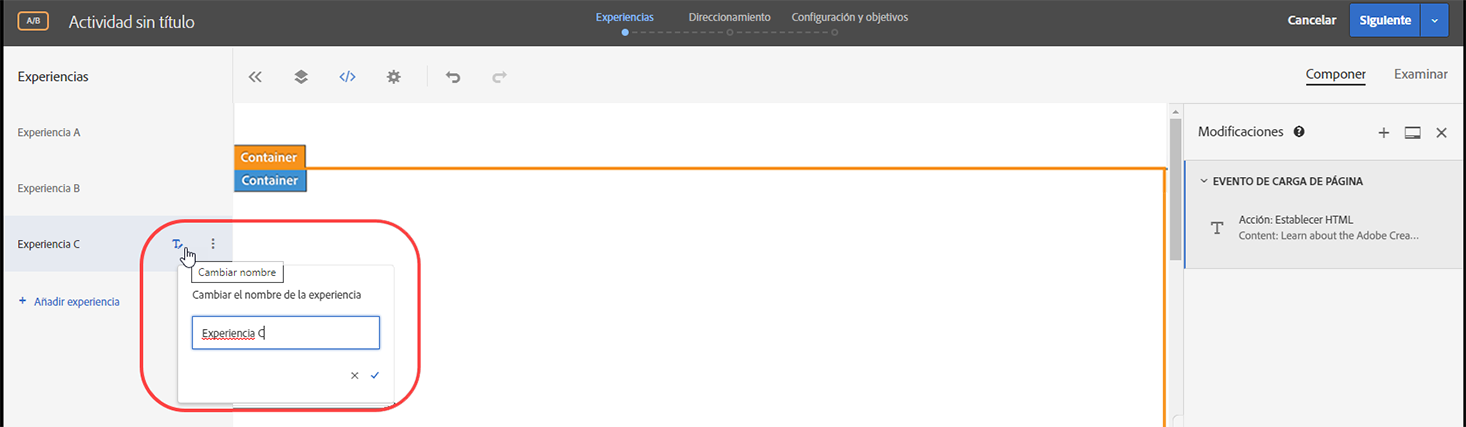 A/B
Actividad sin título
Experiencias
Direccionamiento
Configuración y objetivos
Cancelar
Siguiente
Experiencias
Componer
Examinar
Experiencia A
Experiencia B
Experiencia C
Añadir experiencia
Cambiar nombre
Cambiar el nombre de la experiencia
Experiencia C
Container
Container
Modificaciones
EVENTO DE CARGA DE PÁGINA
Acción: Establecer HTML
Content: Learn about the Adobe Crea...